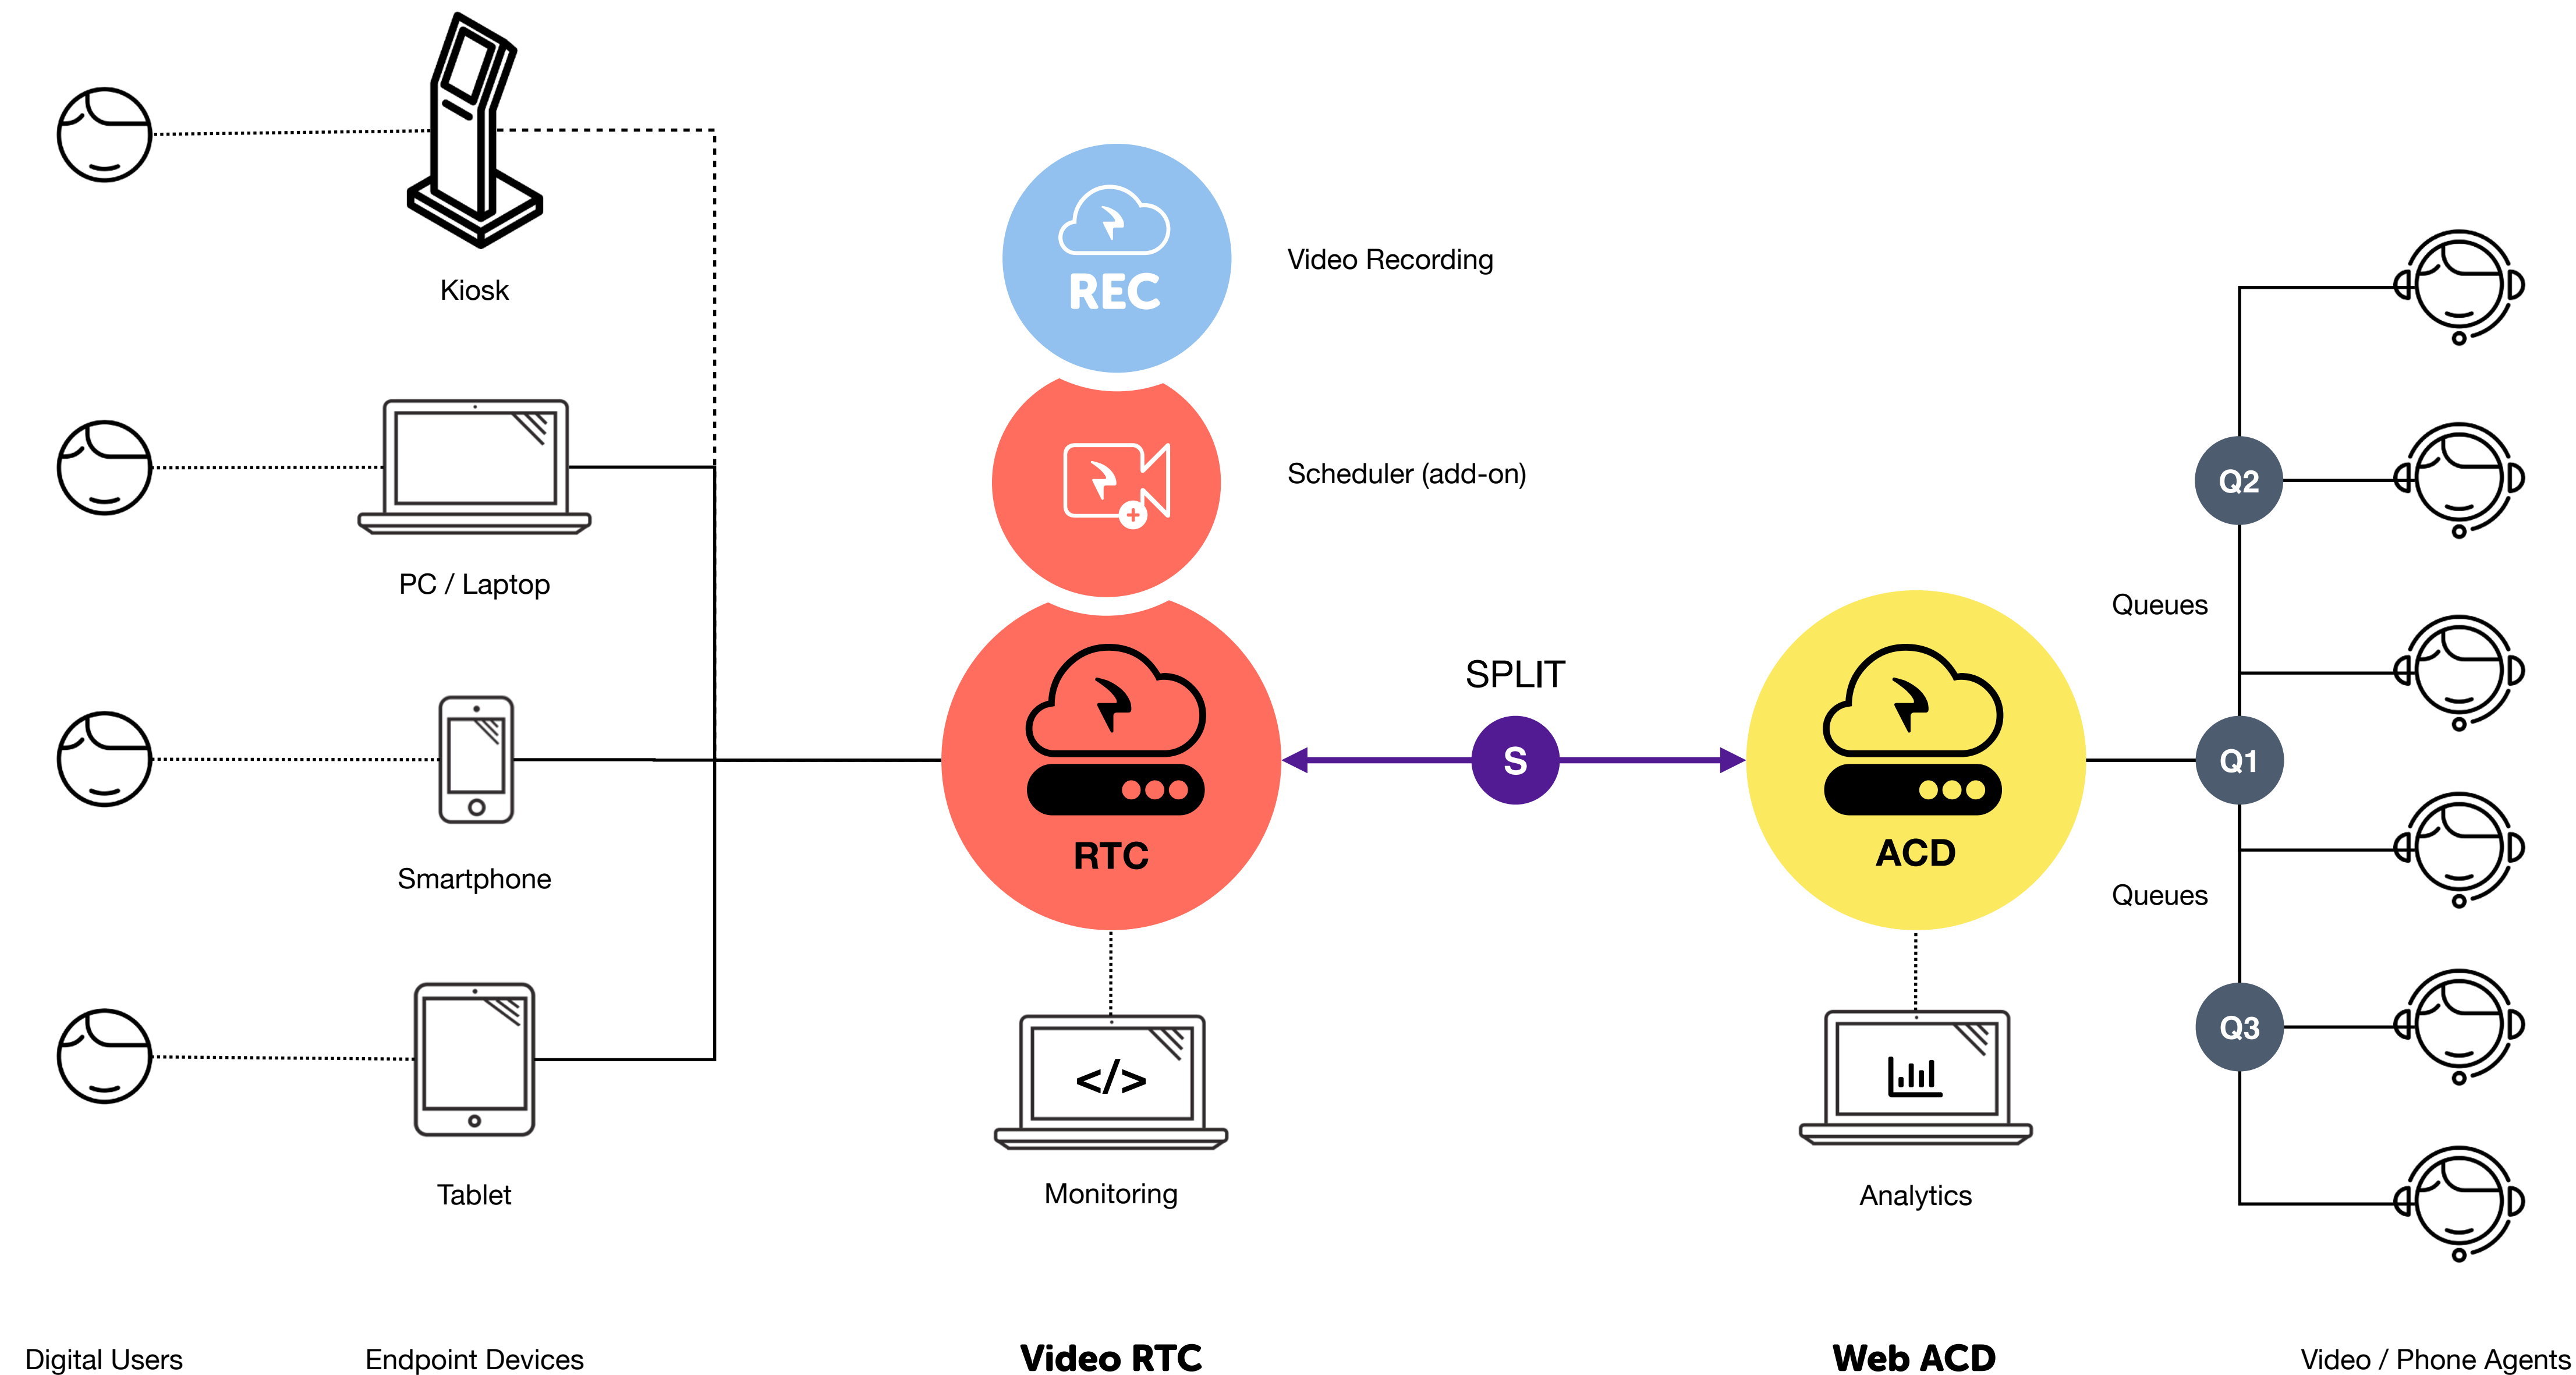 Kiosk
REC
Video Recording
Scheduler (add-on)
Q2
PC / Laptop
Queues
SPLIT
S
Q1
RTC
ACD
Smartphone
Queues
Q3
</>
Tablet
Monitoring
Analytics
Digital Users
Endpoint Devices
Video RTC
Web ACD
Video / Phone Agents